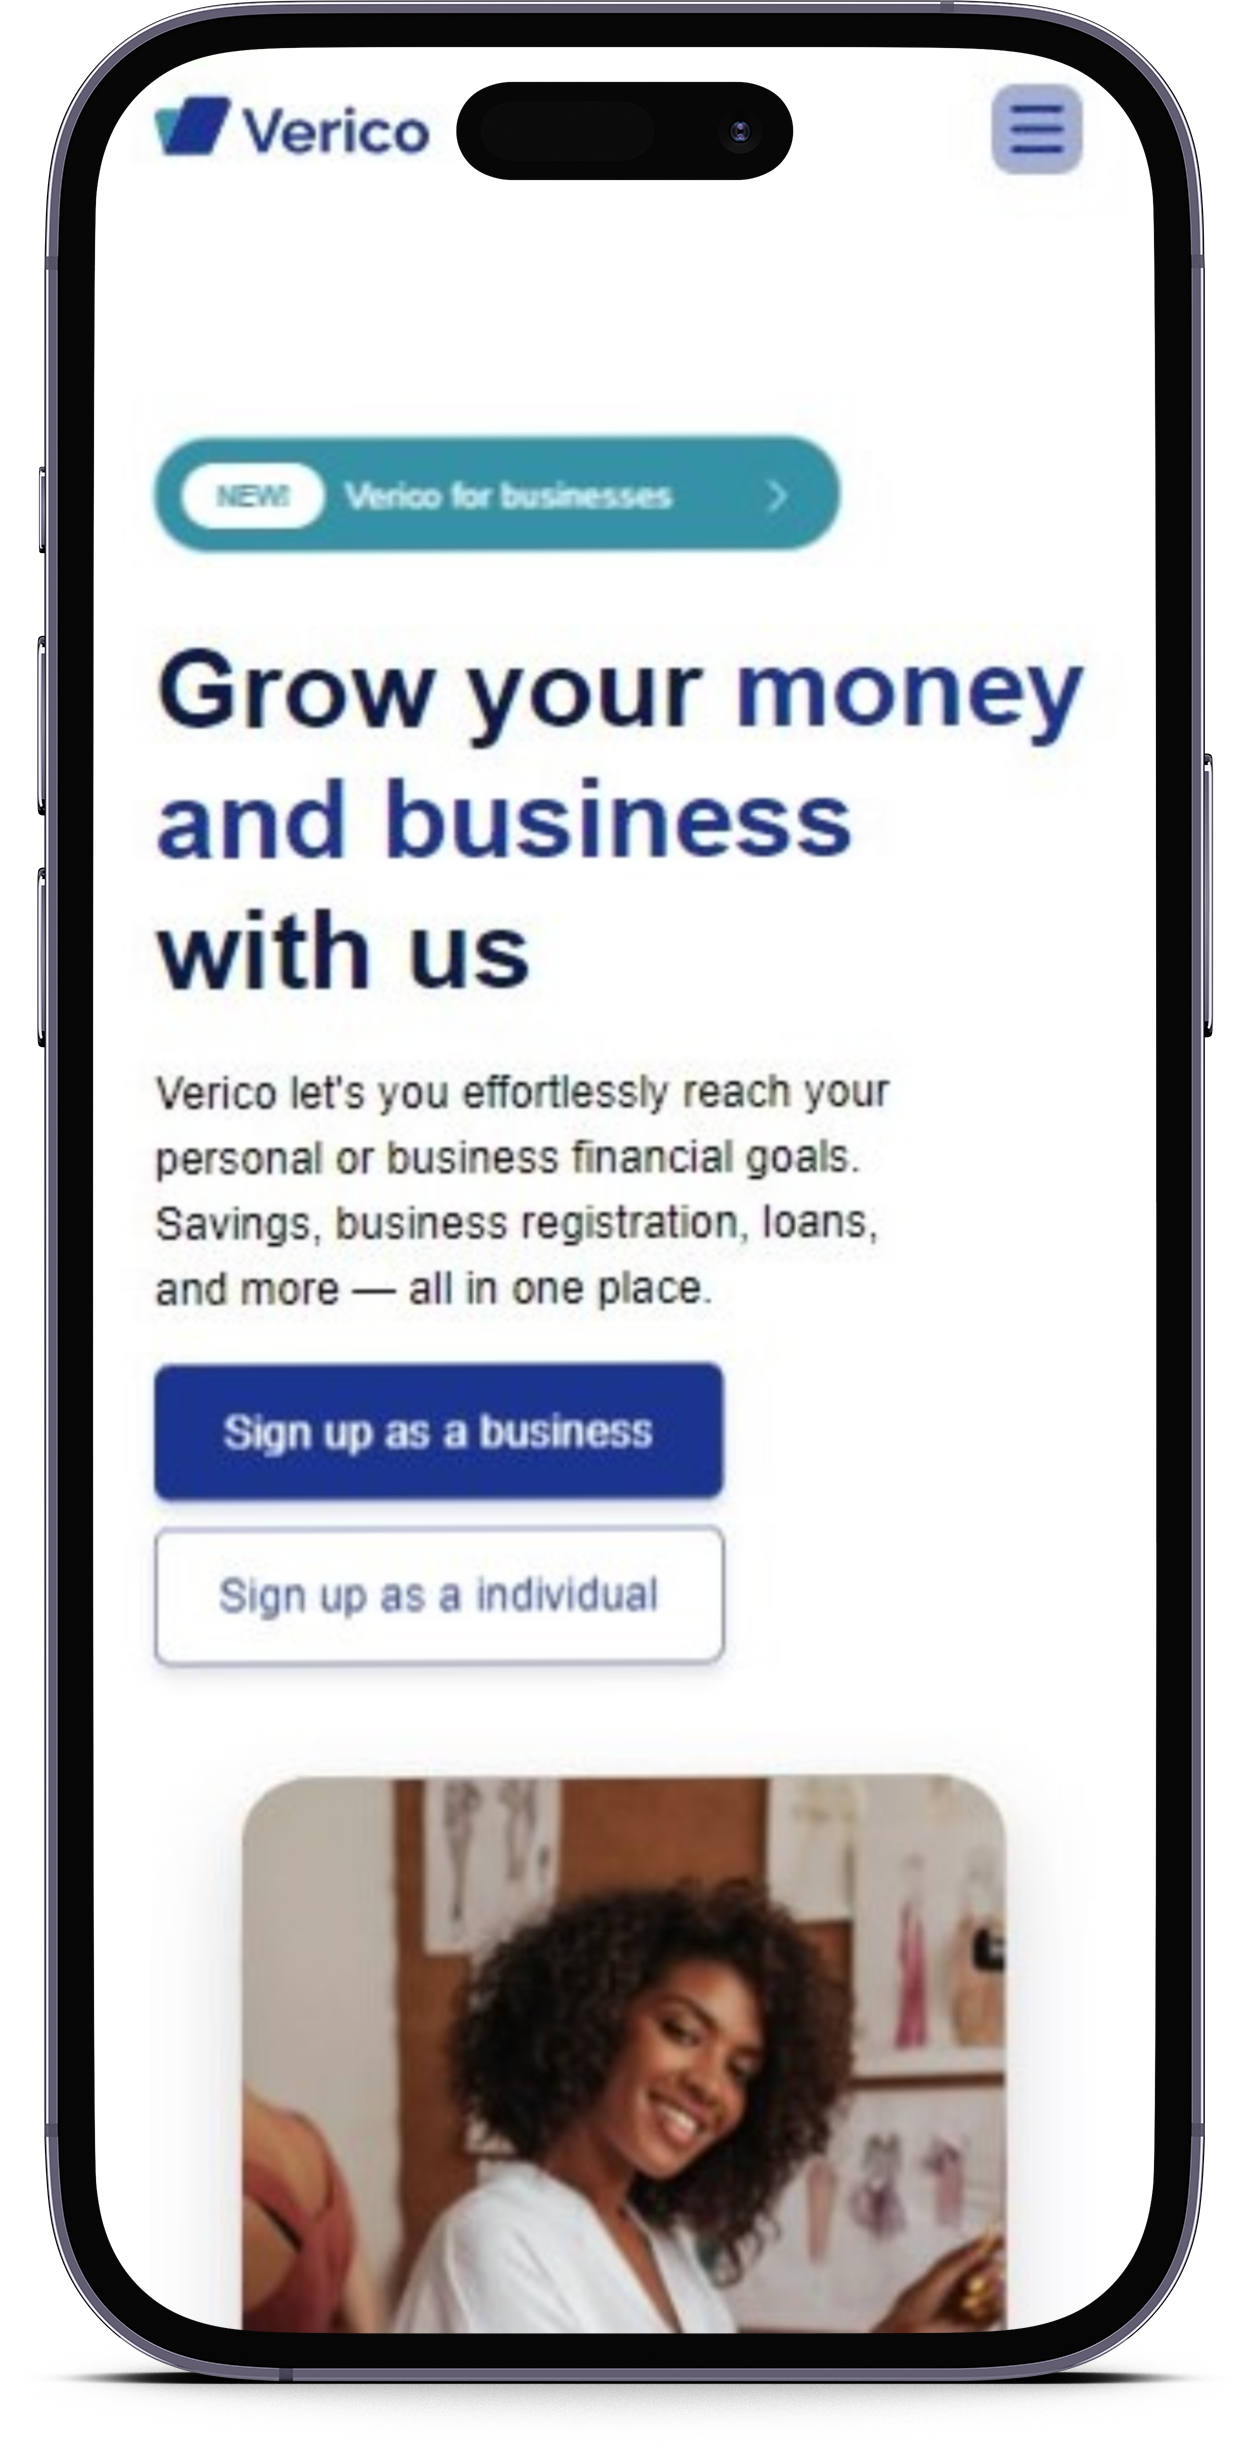 Verico
NEW! Verico for businesses
Grow your money
and business
with us
Verico let's you effortlessly reach your
personal or business financial goals.
Savings, business registration, loans,
and more — all in one place.
Sign up as a business
Sign up as a individual